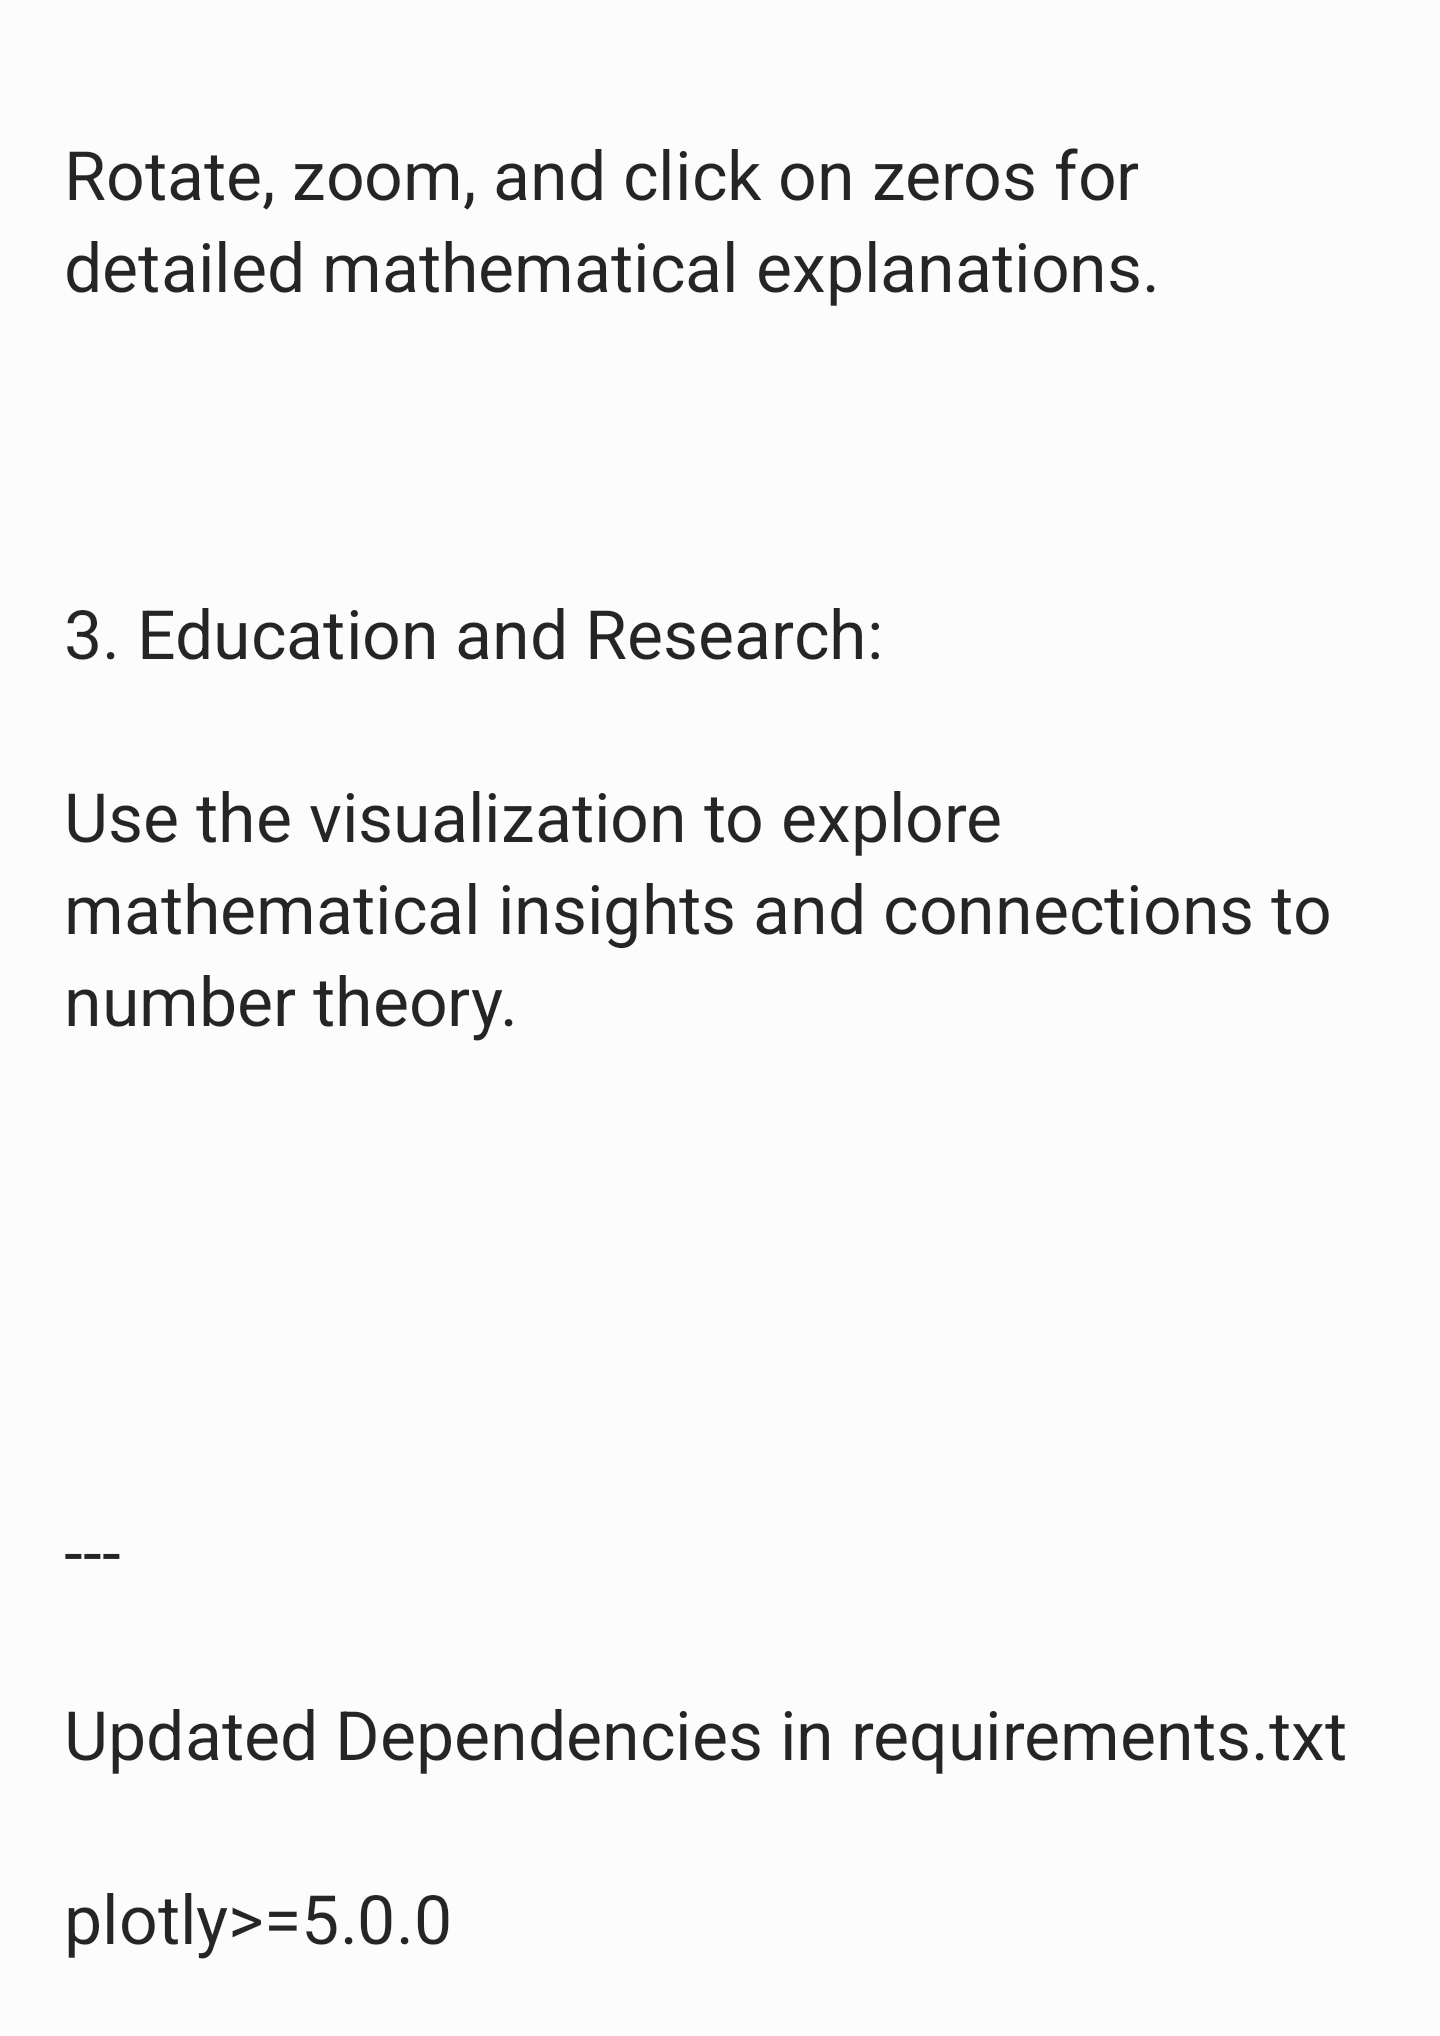 Rotate, zoom, and click on zeros for
detailed mathematical explanations.
3. Education and Research:
Use the visualization to explore
mathematical insights and connections to
number theory.
---
Updated Dependencies in requirements.txt
plotly>=5.0.0